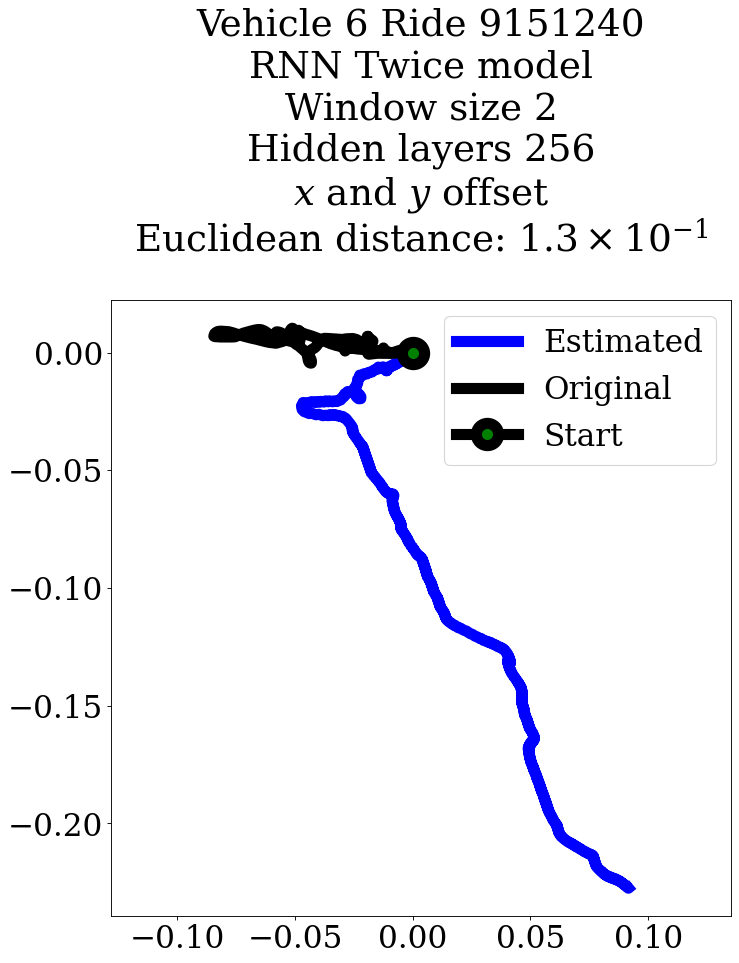 Vehicle 6 Ride 9151240
RNN Twice model
Window size 2
Hidden layers 256
x and y offset
Euclidean distance: 1.3 × 10⁻¹
Estimated
Original
Start
0.00
−0.05
−0.10
−0.15
−0.20
−0.10 −0.05 0.00 0.05 0.10